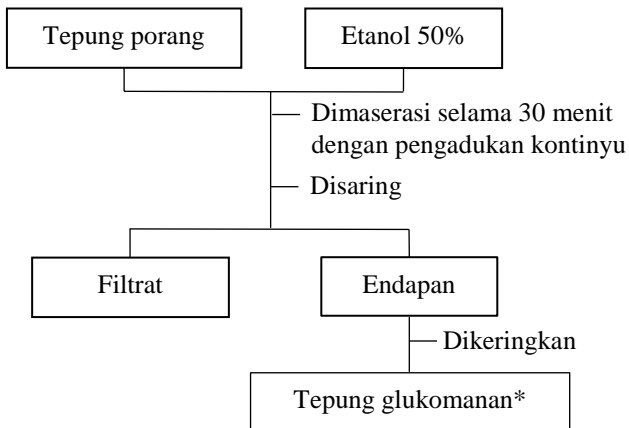 Tepung porang
Etanol 50%
Dimaserasi selama 30 menit
dengan pengadukan kontinyu
Disaring
Filtrat
Endapan
Dikeringkan
Tepung glukomanan*